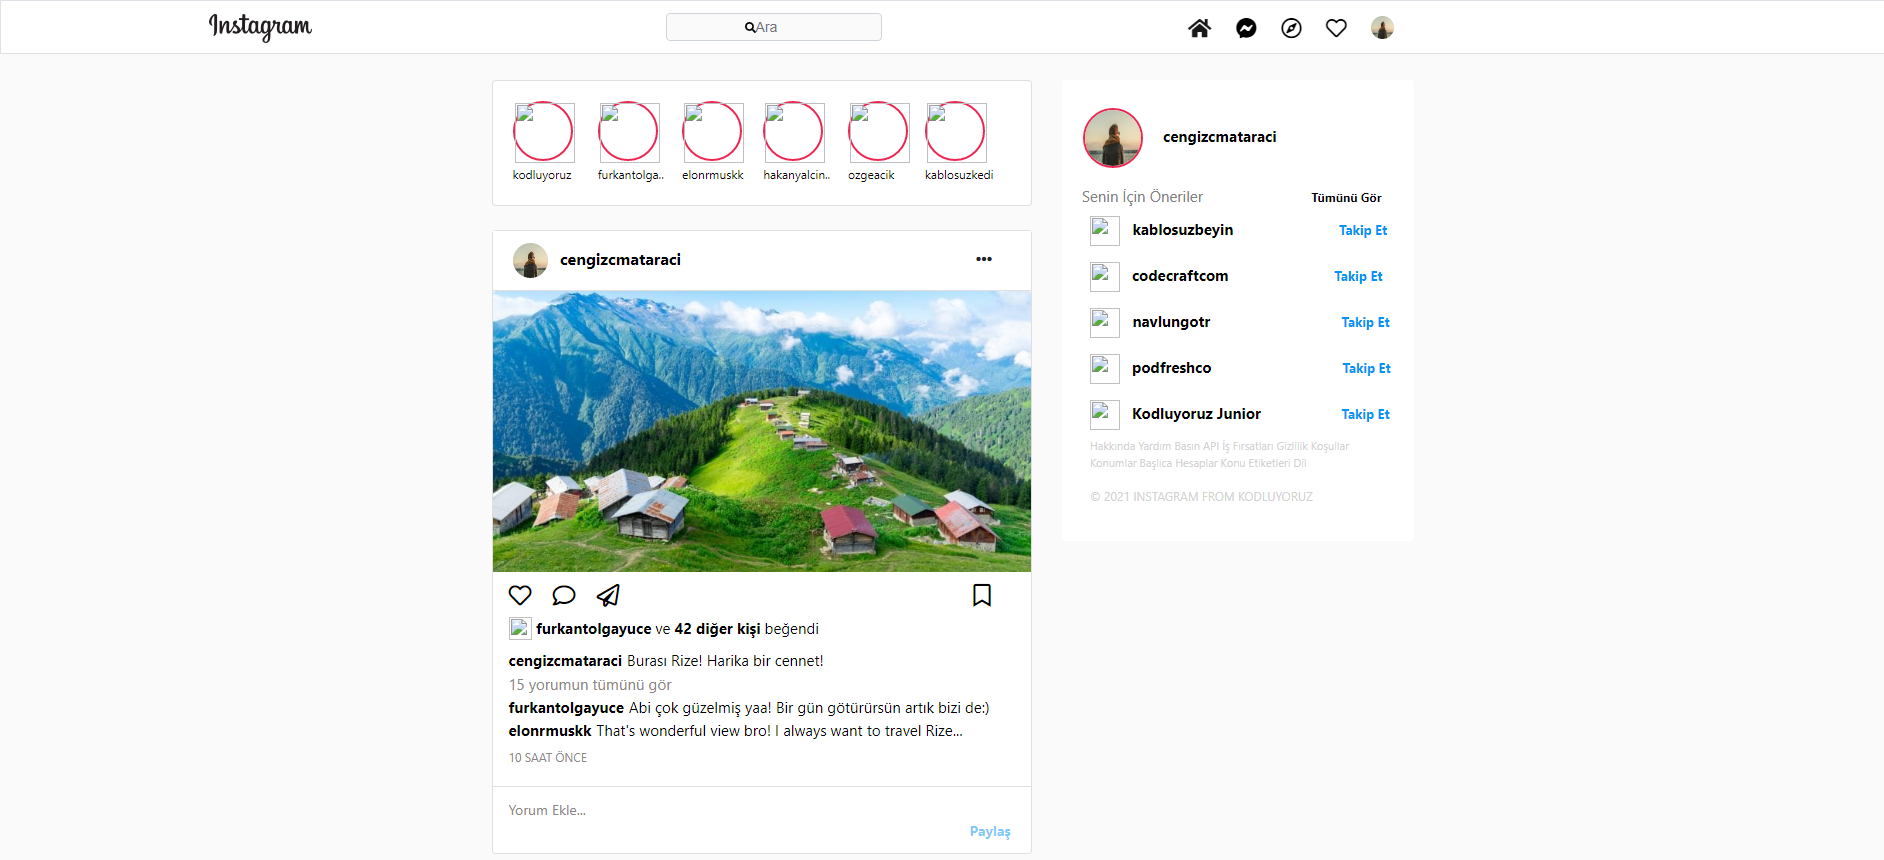 Instagram
Ara
kodluyoruz furkantolga.. elonrmuskk hakanyalcin.. ozgeacik kablosuzkedi
cengizcmataraci
furkantolgayuce ve 42 diğer kişi beğendi
cengizcmataraci Burası Rize! Harika bir cennet!
15 yorumun tümünü gör
furkantolgayuce Abi çok güzelmiş yaa! Bir gün götürürsün artık bizi de:)
elonrmuskk That's wonderful view bro! I always want to travel Rize...
10 SAAT ÖNCE
Yorum Ekle...
Paylaş
cengizcmataraci
Senin İçin Öneriler Tümünü Gör
kablosuzbeyin Takip Et
codecraftcom Takip Et
navlungotr Takip Et
podfreshco Takip Et
Kodluyoruz Junior Takip Et
Hakkında Yardım Basın API İş Fırsatları Gizlilik Koşullar
Konumlar Başlıca Hesaplar Konu Etiketleri Dil
© 2021 INSTAGRAM FROM KODLUYORUZ